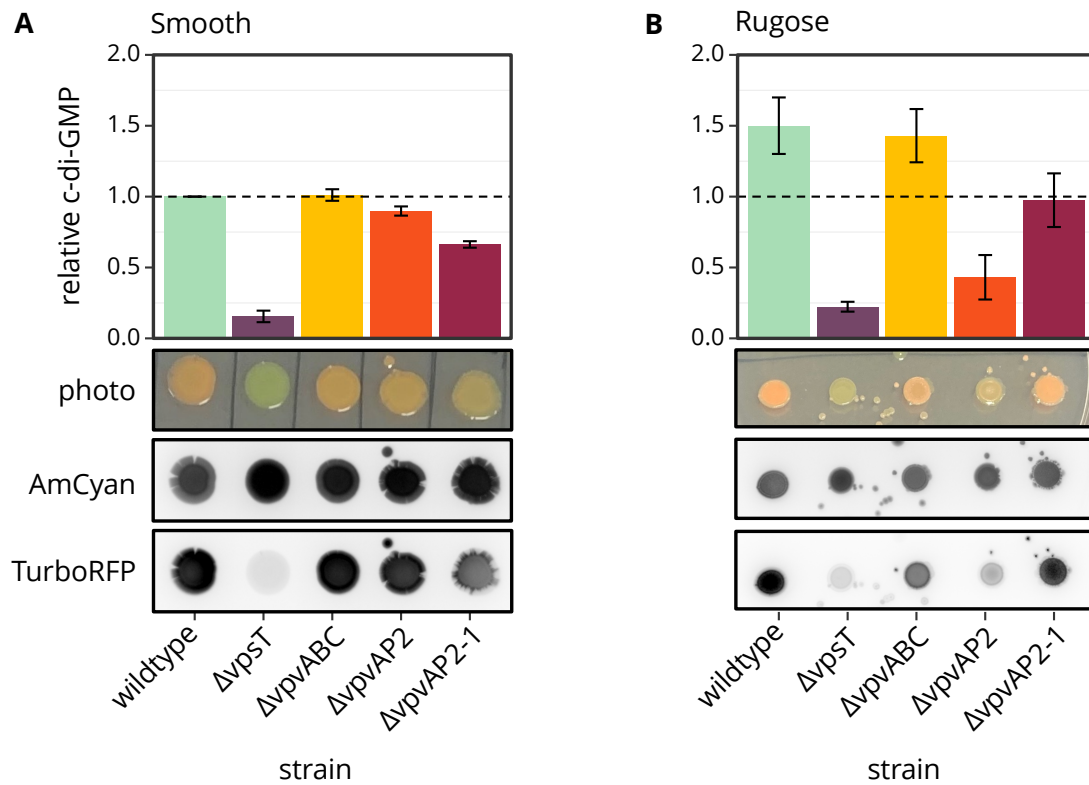 A Smooth
relative c-di-GMP
2.0
1.5
1.0
0.5
0.0
photo
AmCyan
TurboRFP
wildtype
ΔvpsT
ΔvpvABC
ΔvpvAP2
ΔvpvAP2-1
strain
B Rugose
2.0
1.5
1.0
0.5
0.0
wildtype
ΔvpsT
ΔvpvABC
ΔvpvAP2
ΔvpvAP2-1
strain